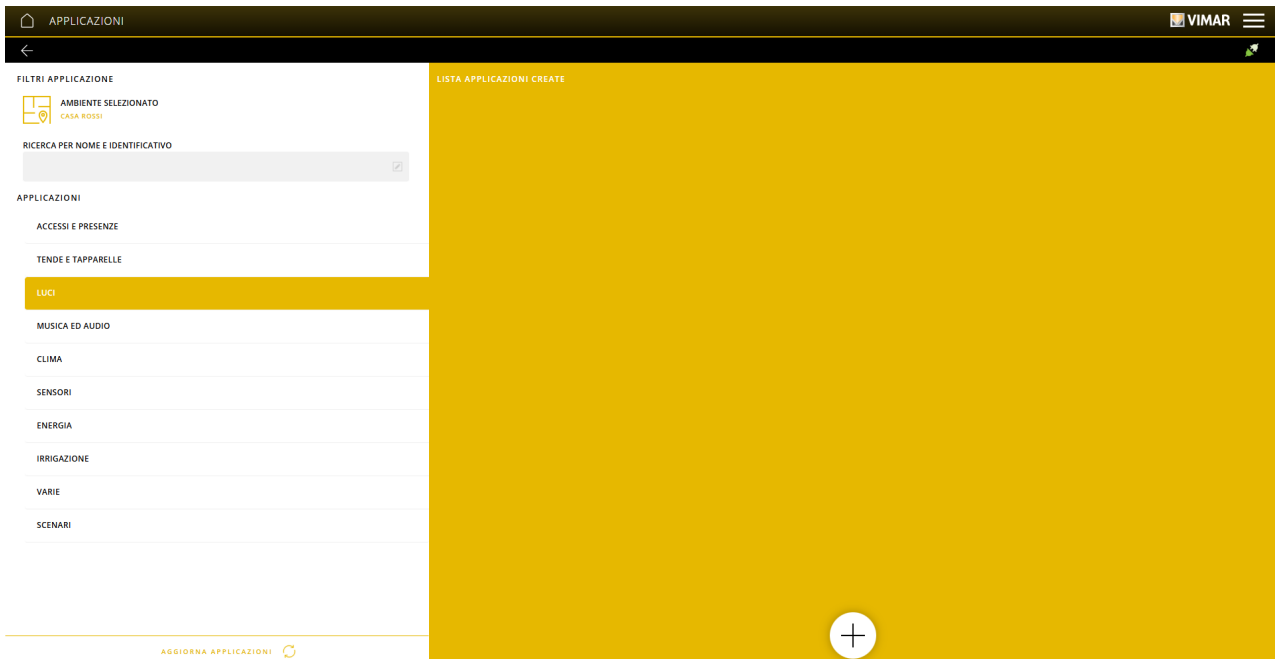 APPLICAZIONI
VIMAR
FILTRI APPLICAZIONE
AMBIENTE SELEZIONATO
CASA ROSSI
RICERCA PER NOME E IDENTIFICATIVO
APPLICAZIONI
ACCESSI E PRESENZE
TENDE E TAPPARELLE
LUCI
MUSICA ED AUDIO
CLIMA
SENSORI
ENERGIA
IRRIGAZIONE
VARIE
SCENARI
AGGIORNA APPLICAZIONI
LISTA APPLICAZIONI CREATE